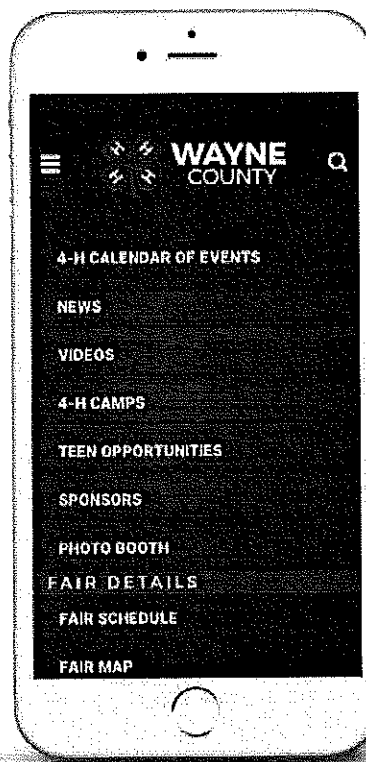 WAYNE
COUNTY
4-H CALENDAR OF EVENTS
NEWS
VIDEOS
4-H CAMPS
TEEN OPPORTUNITIES
SPONSORS
PHOTO BOOTH
FAIR DETAILS
FAIR SCHEDULE
FAIR MAP